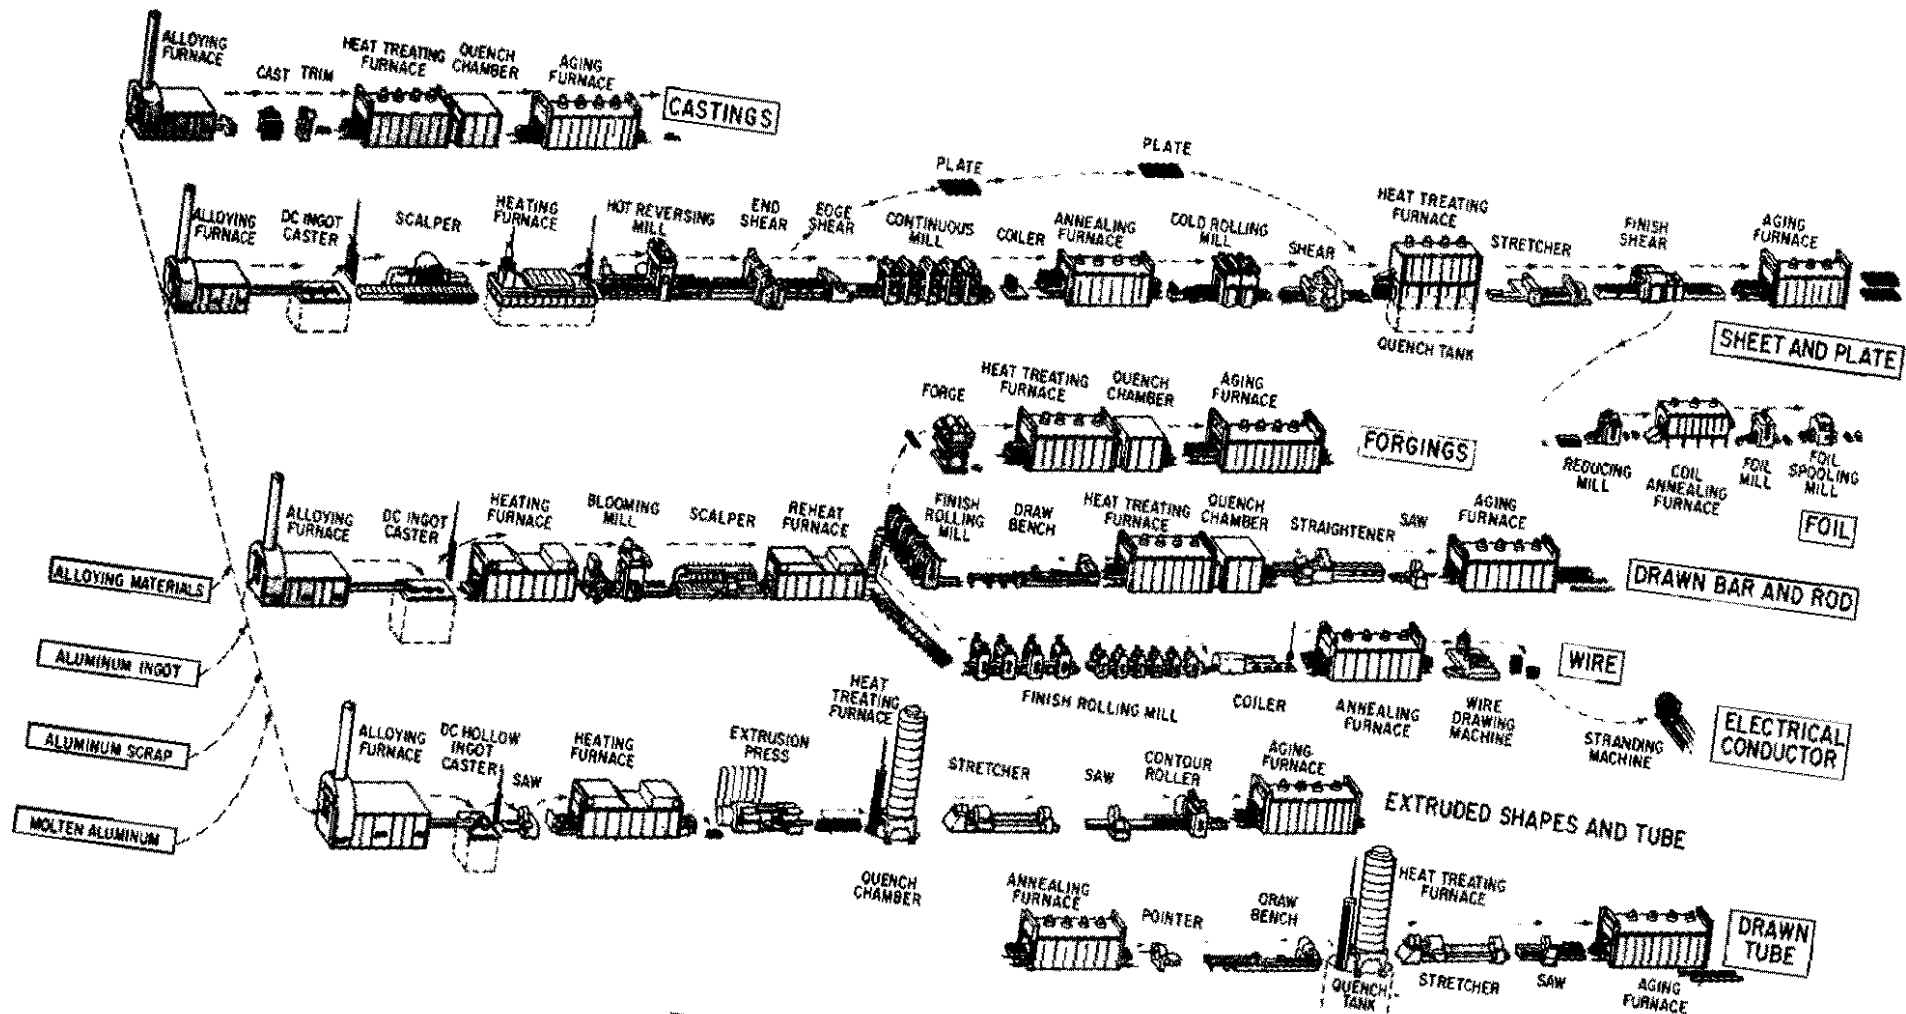 ALLOYING
FURNACE
CAST
TRIM
HEAT TREATING
FURNACE
QUENCH
CHAMBER
AGING
FURNACE
CASTINGS
PLATE
PLATE
ALLOYING
FURNACE
DC INGOT
CASTER
SCALPER
HEATING
FURNACE
HOT REVERSING
MILL
END
SHEAR
EDGE
SHEAR
CONTINUOUS
MILL
COILER
ANNEALING
FURNACE
COLD ROLLING
MILL
SHEAR
HEAT TREATING
FURNACE
QUENCH TANK
STRETCHER
FINISH
SHEAR
AGING
FURNACE
SHEET AND PLATE
FORGE
HEAT TREATING
FURNACE
QUENCH
CHAMBER
AGING
FURNACE
FORGINGS
REDUCING
MILL
COIL
ANNEALING
FURNACE
FOIL
MILL
FOIL
SPOOLING
MILL
FOIL
ALLOYING
FURNACE
DC INGOT
CASTER
HEATING
FURNACE
BLOOMING
MILL
SCALPER
REHEAT
FURNACE
FINISH
ROLLING
MILL
DRAW
BENCH
HEAT TREATING
FURNACE
QUENCH
CHAMBER
STRAIGHTENER
SAW
AGING
FURNACE
DRAWN BAR AND ROD
ALLOYING MATERIALS
ALUMINUM INGOT
ALUMINUM SCRAP
MOLTEN ALUMINUM
FINISH ROLLING MILL
COILER
ANNEALING
FURNACE
WIRE
DRAWING
MACHINE
WIRE
STRANDING
MACHINE
ELECTRICAL
CONDUCTOR
ALLOYING
FURNACE
DC HOLLOW
INGOT
CASTER
SAW
HEATING
FURNACE
EXTRUSION
PRESS
HEAT
TREATING
FURNACE
QUENCH
CHAMBER
STRETCHER
SAW
CONTOUR
ROLLER
AGING
FURNACE
EXTRUDED SHAPES AND TUBE
ANNEALING
FURNACE
POINTER
DRAW
BENCH
QUENCH
TANK
HEAT TREATING
FURNACE
STRETCHER
SAW
AGING
FURNACE
DRAWN
TUBE